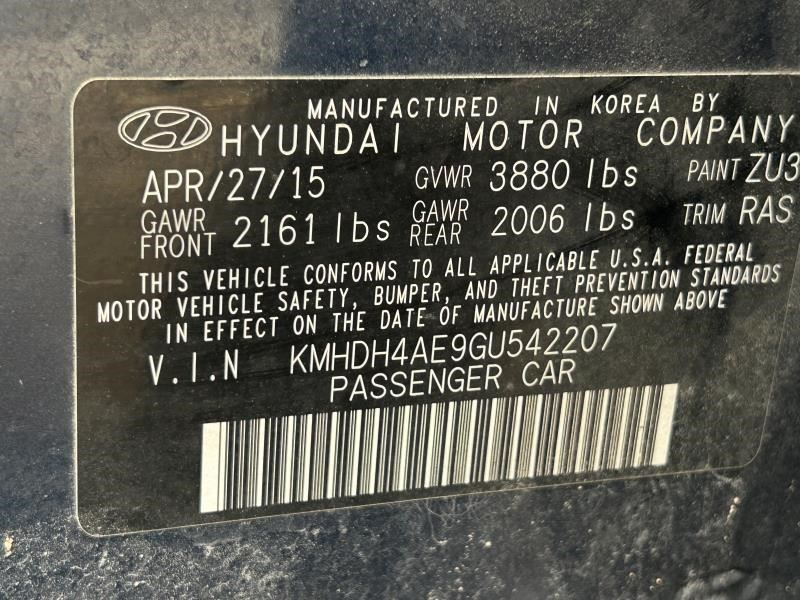 MANUFACTURED IN KOREA BY
HYUNDAI MOTOR COMPANY
APR/27/15 GVWR 3880 lbs PAINT ZU3
GAWR FRONT 2161 lbs GAWR REAR 2006 lbs TRIM RAS
THIS VEHICLE CONFORMS TO ALL APPLICABLE U.S.A. FEDERAL
MOTOR VEHICLE SAFETY, BUMPER, AND THEFT PREVENTION STANDARDS
IN EFFECT ON THE DATE OF MANUFACTURE SHOWN ABOVE
V.I.N KMHDH4AE9GU542207
PASSENGER CAR